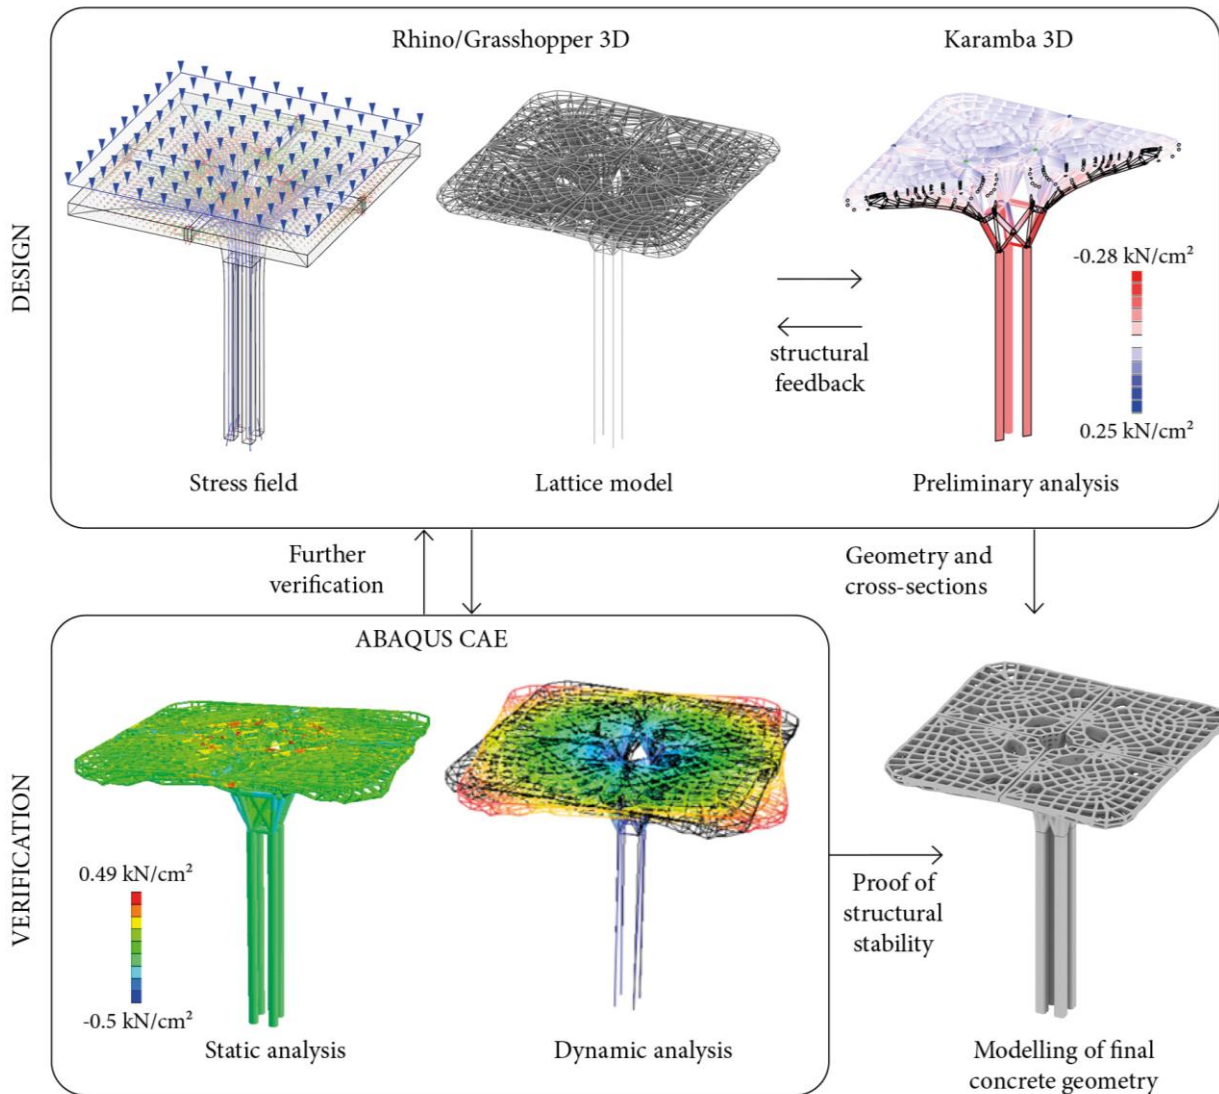 Rhino/Grasshopper 3D
Karamba 3D
DESIGN
-0.28 kN/cm²
structural
feedback
0.25 kN/cm²
Stress field
Lattice model
Preliminary analysis
Further
verification
Geometry and
cross-sections
ABAQUS CAE
VERIFICATION
0.49 kN/cm²
-0.5 kN/cm²
Static analysis
Dynamic analysis
Proof of
structural
stability
Modelling of final
concrete geometry